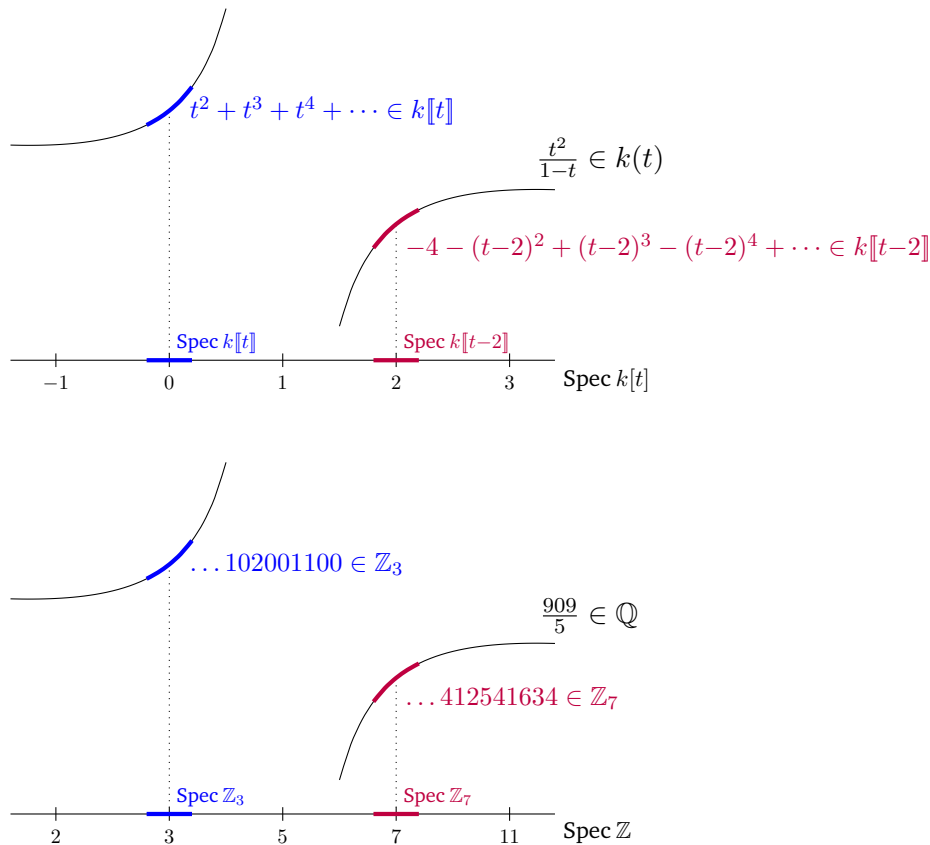 t² + t³ + t⁴ + ⋯ ∈ k⟦t⟧
t²/(1−t) ∈ k(t)
−4 − (t−2)² + (t−2)³ − (t−2)⁴ + ⋯ ∈ k⟦t−2⟧
Spec k⟦t⟧ Spec k⟦t−2⟧
−1 0 1 2 3 Spec k[t]
…102001100 ∈ ℤ₃
909/5 ∈ ℚ
…412541634 ∈ ℤ₇
Spec ℤ₃ Spec ℤ₇
2 3 5 7 11 Spec ℤ